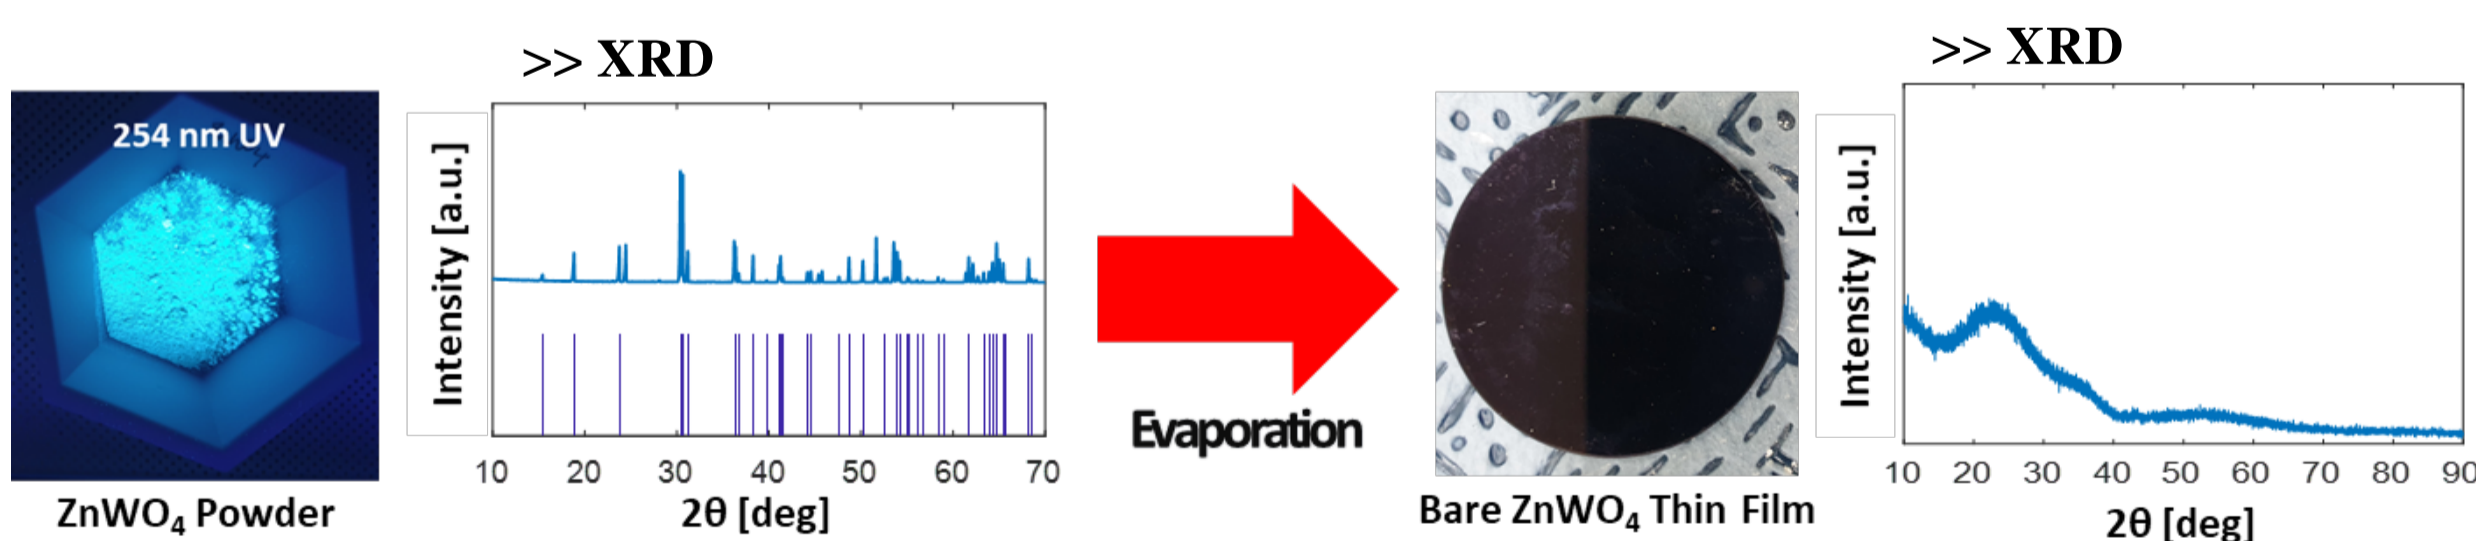 >> XRD
254 nm UV
Intensity [a.u.]
10 20 30 40 50 60 70
2θ [deg]
ZnWO₄ Powder
Evaporation
>> XRD
Bare ZnWO₄ Thin Film
Intensity [a.u.]
10 20 30 40 50 60 70 80 90
2θ [deg]